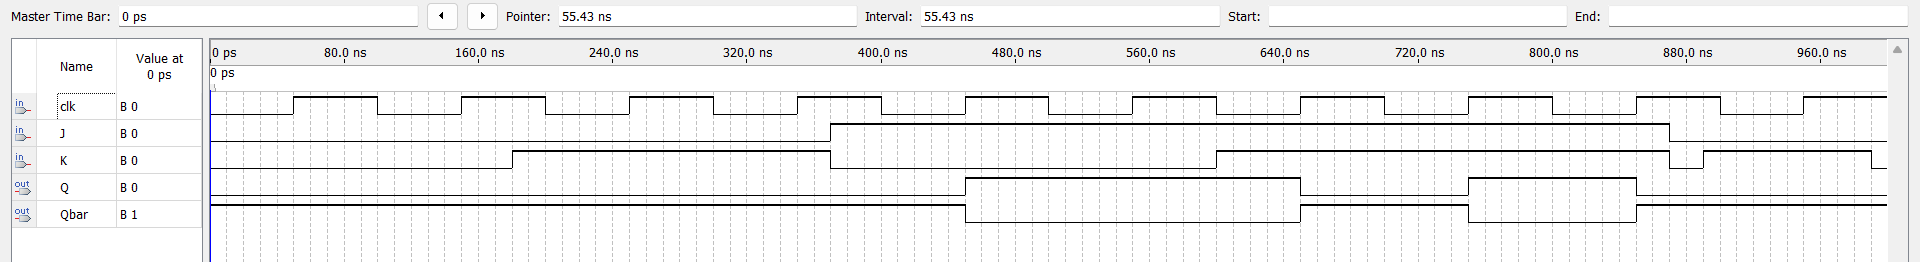 Master Time Bar: 0 ps Pointer: 55.43 ns Interval: 55.43 ns Start: End:
Name Value at 0 ps
0 ps 80.0 ns 160.0 ns 240.0 ns 320.0 ns 400.0 ns 480.0 ns 560.0 ns 640.0 ns 720.0 ns 800.0 ns 880.0 ns 960.0 ns
0 ps
in clk B 0
in J B 0
in K B 0
out Q B 0
out Qbar B 1